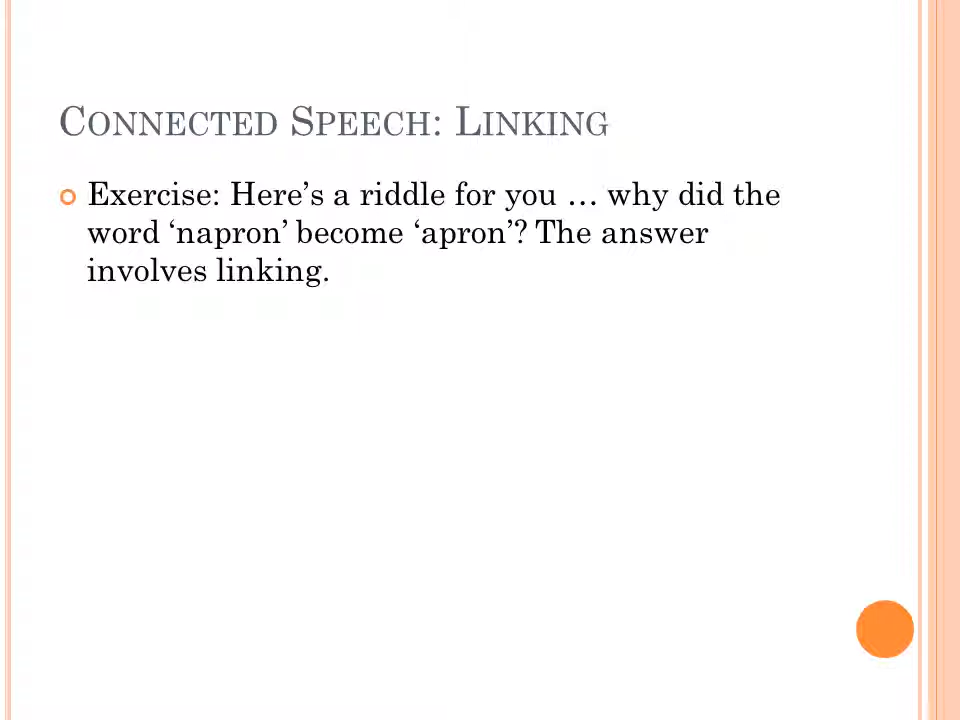 Connected Speech: Linking
Exercise: Here’s a riddle for you … why did the
word ‘napron’ become ‘apron’? The answer
involves linking.